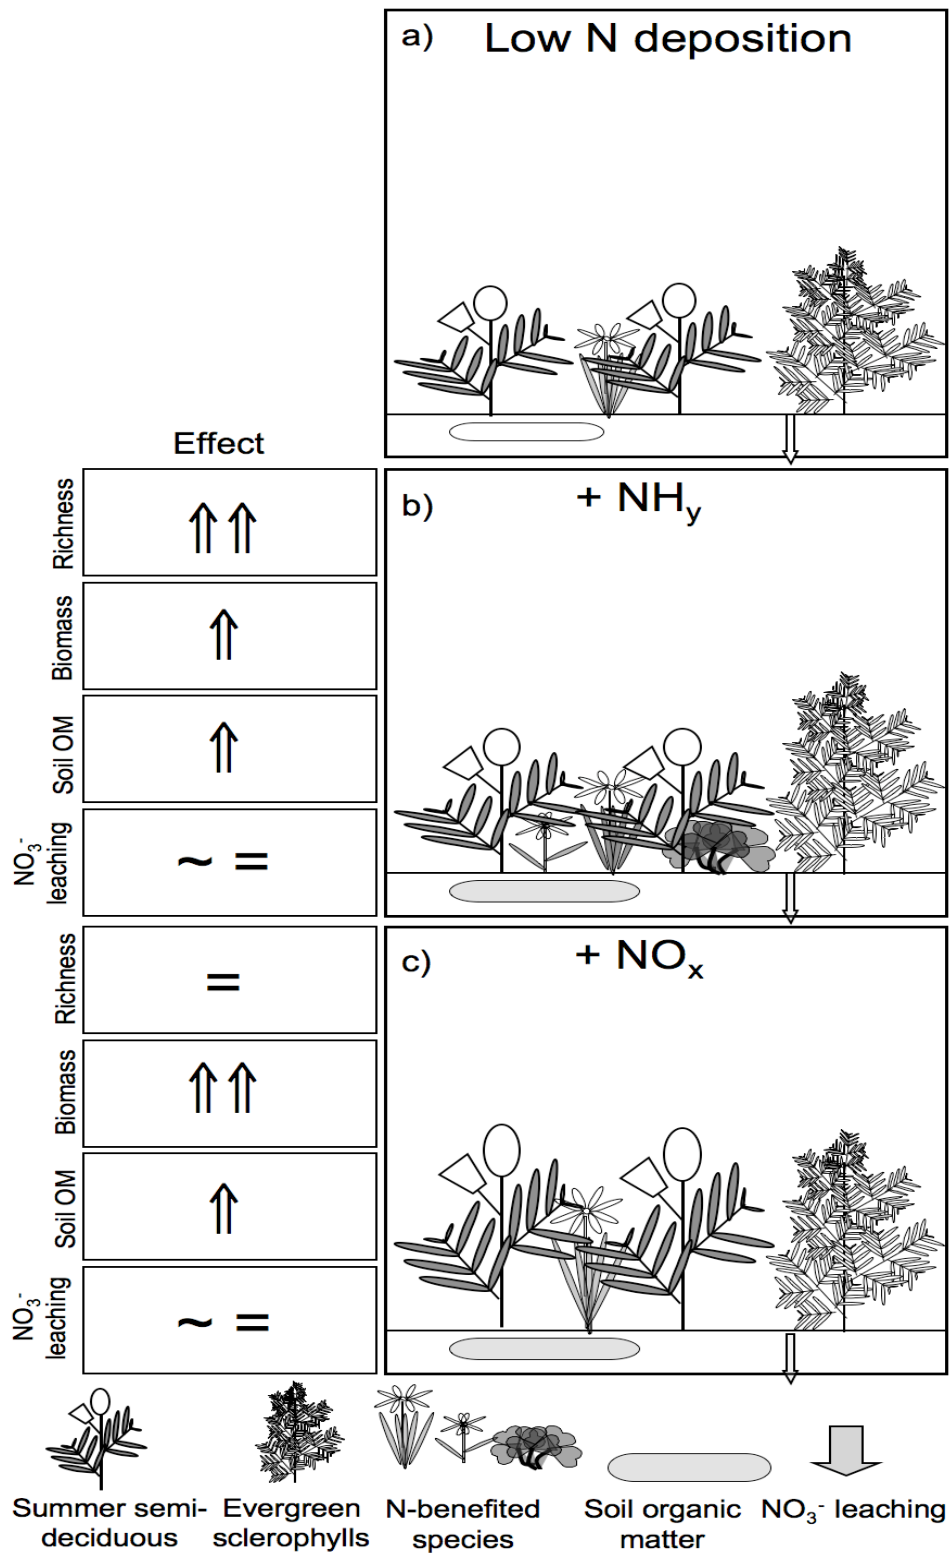 a) Low N deposition
Effect
b) + NHy
Richness
⇑⇑
Biomass
⇑
Soil OM
⇑
NO₃⁻
leaching
~ =
c) + NOx
Richness
=
Biomass
⇑⇑
Soil OM
⇑
NO₃⁻
leaching
~ =
Summer semi-
deciduous
Evergreen
sclerophylls
N-benefited
species
Soil organic
matter
NO₃⁻ leaching